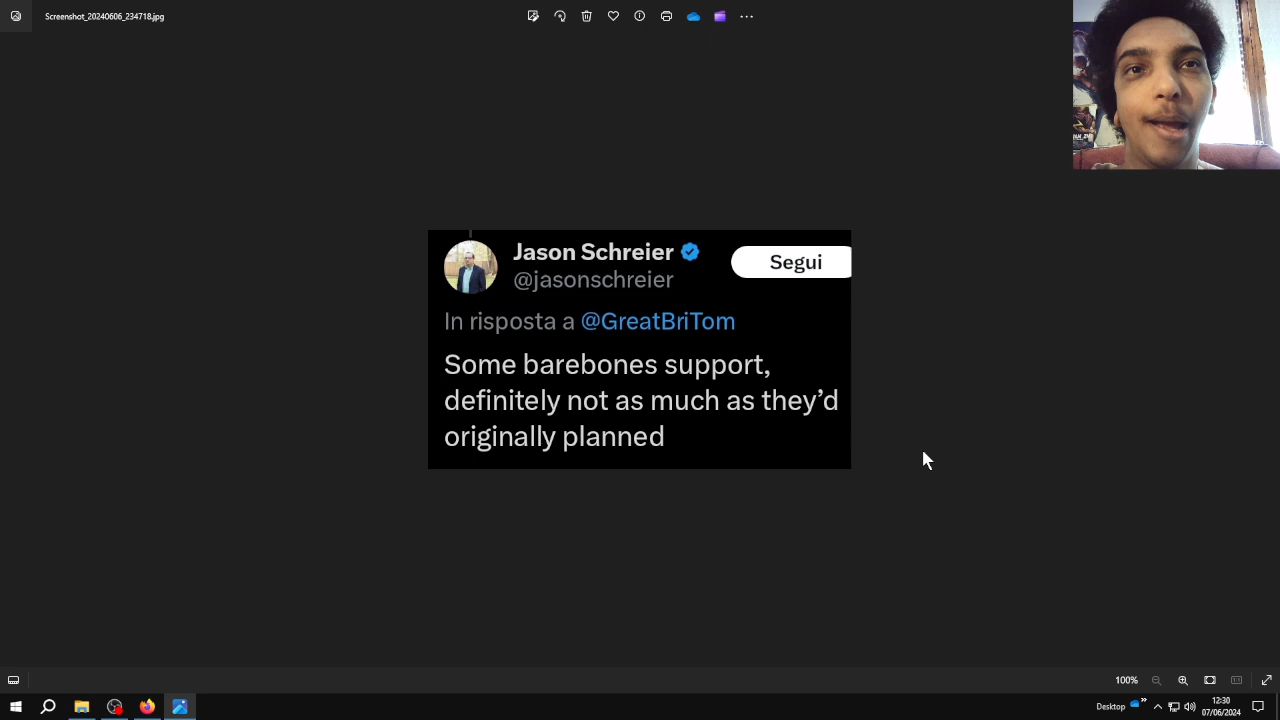 Screenshot_20240606_234718.jpg
Jason Schreier
Segui
@jasonschreier
In risposta a @GreatBriTom
Some barebones support,
definitely not as much as they’d
originally planned
100%
Desktop
12:30
07/06/2024